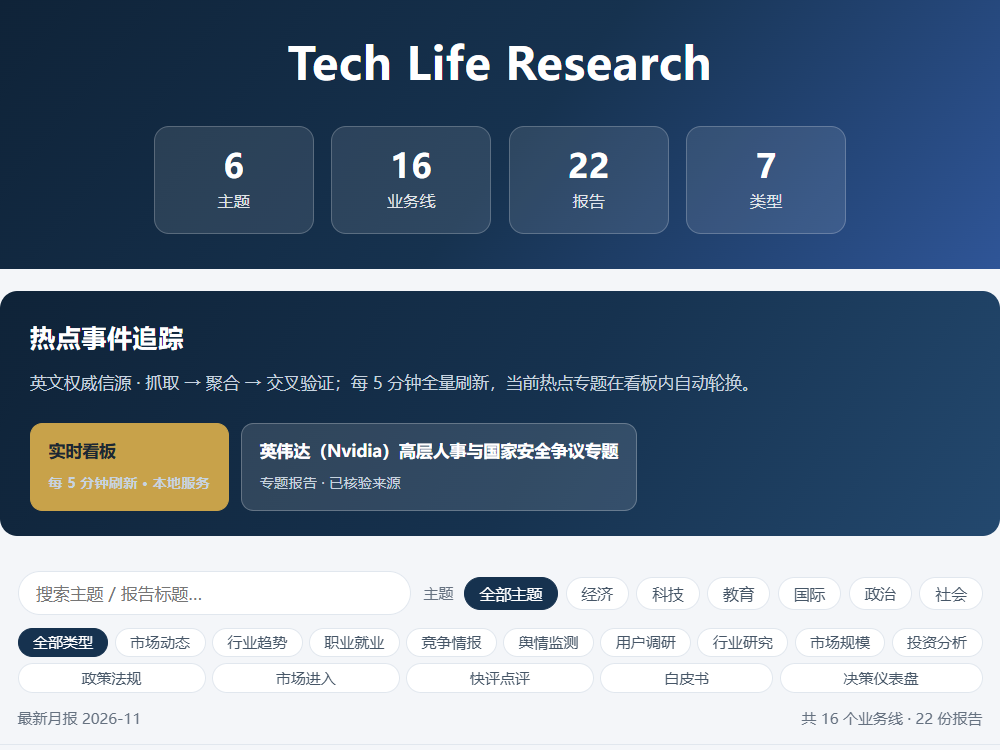 Tech Life Research
6
主题
16
业务线
22
报告
7
类型
热点事件追踪
英文权威信源 · 抓取 → 聚合 → 交叉验证；每 5 分钟全量刷新，当前热点专题在看板内自动轮换。
实时看板
每 5 分钟刷新 • 本地服务
英伟达（Nvidia）高层人事与国家安全争议专题
专题报告 · 已核验来源
搜索主题 / 报告标题...
主题 全部主题 经济 科技 教育 国际 政治 社会
全部类型 市场动态 行业趋势 职业就业 竞争情报 舆情监测 用户调研 行业研究 市场规模 投资分析
政策法规 市场进入 快评点评 白皮书 决策仪表盘
最新月报 2026-11
共 16 个业务线 · 22 份报告